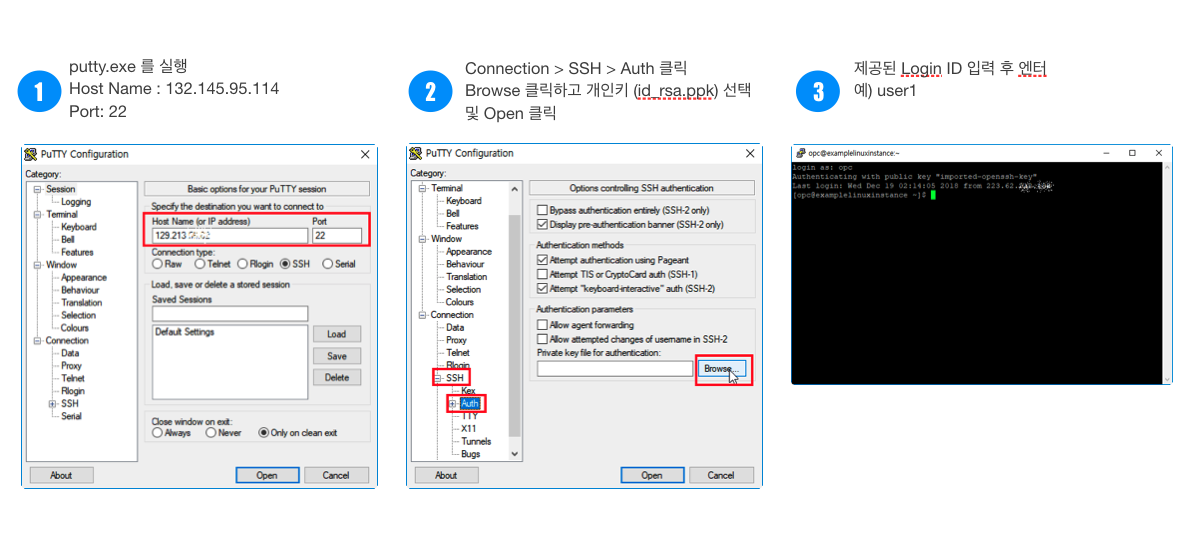 1
putty.exe 를 실행
Host Name : 132.145.95.114
Port: 22
2
Connection > SSH > Auth 클릭
Browse 클릭하고 개인키 (id_rsa.ppk) 선택
및 Open 클릭
3
제공된 Login ID 입력 후 엔터
예) user1
PuTTY Configuration
Category:
Session
Logging
Terminal
Keyboard
Bell
Features
Window
Appearance
Behaviour
Translation
Selection
Colours
Connection
Data
Proxy
Telnet
Rlogin
SSH
Serial
Basic options for your PuTTY session
Specify the destination you want to connect to
Host Name (or IP address) Port
129.213 22
Connection type:
Raw Telnet Rlogin SSH Serial
Load, save or delete a stored session
Saved Sessions
Default Settings
Load
Save
Delete
Close window on exit:
Always Never Only on clean exit
About Open Cancel
PuTTY Configuration
Category:
Terminal
Keyboard
Bell
Features
Window
Appearance
Behaviour
Translation
Selection
Colours
Connection
Data
Proxy
Telnet
Rlogin
SSH
Kex
Auth
TTY
X11
Tunnels
Bugs
Options controlling SSH authentication
Bypass authentication entirely (SSH-2 only)
Display pre-authentication banner (SSH-2 only)
Authentication methods
Attempt authentication using Pageant
Attempt TIS or CryptoCard auth (SSH-1)
Attempt "keyboard-interactive" auth (SSH-2)
Authentication parameters
Allow agent forwarding
Allow attempted changes of username in SSH-2
Private key file for authentication:
Browse...
About Open Cancel
opc@examplelinuxinstance:~
login as: opc
Authenticating with public key "imported-openssh-key"
Last login: Wed Dec 19 02:14:05 2018 from 223.62.
[opc@examplelinuxinstance ~]$